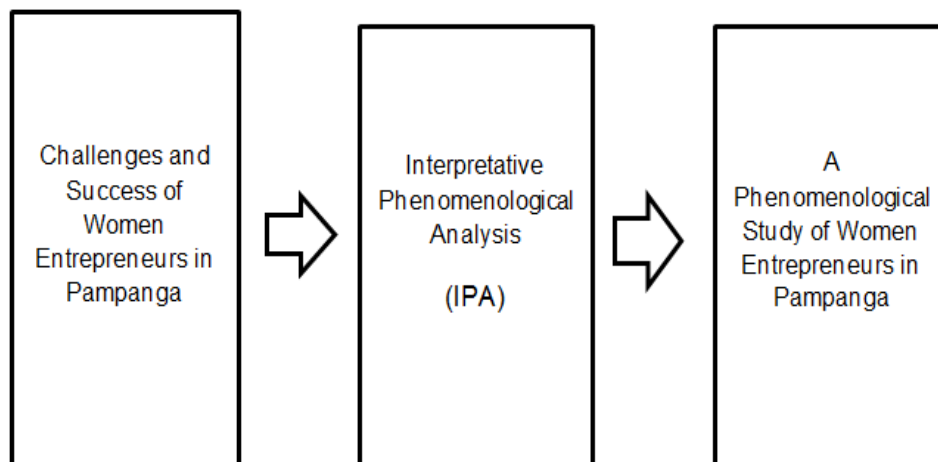 Challenges and
Success of
Women
Entrepreneurs in
Pampanga
Interpretative
Phenomenological
Analysis
(IPA)
A
Phenomenological
Study of Women
Entrepreneurs in
Pampanga